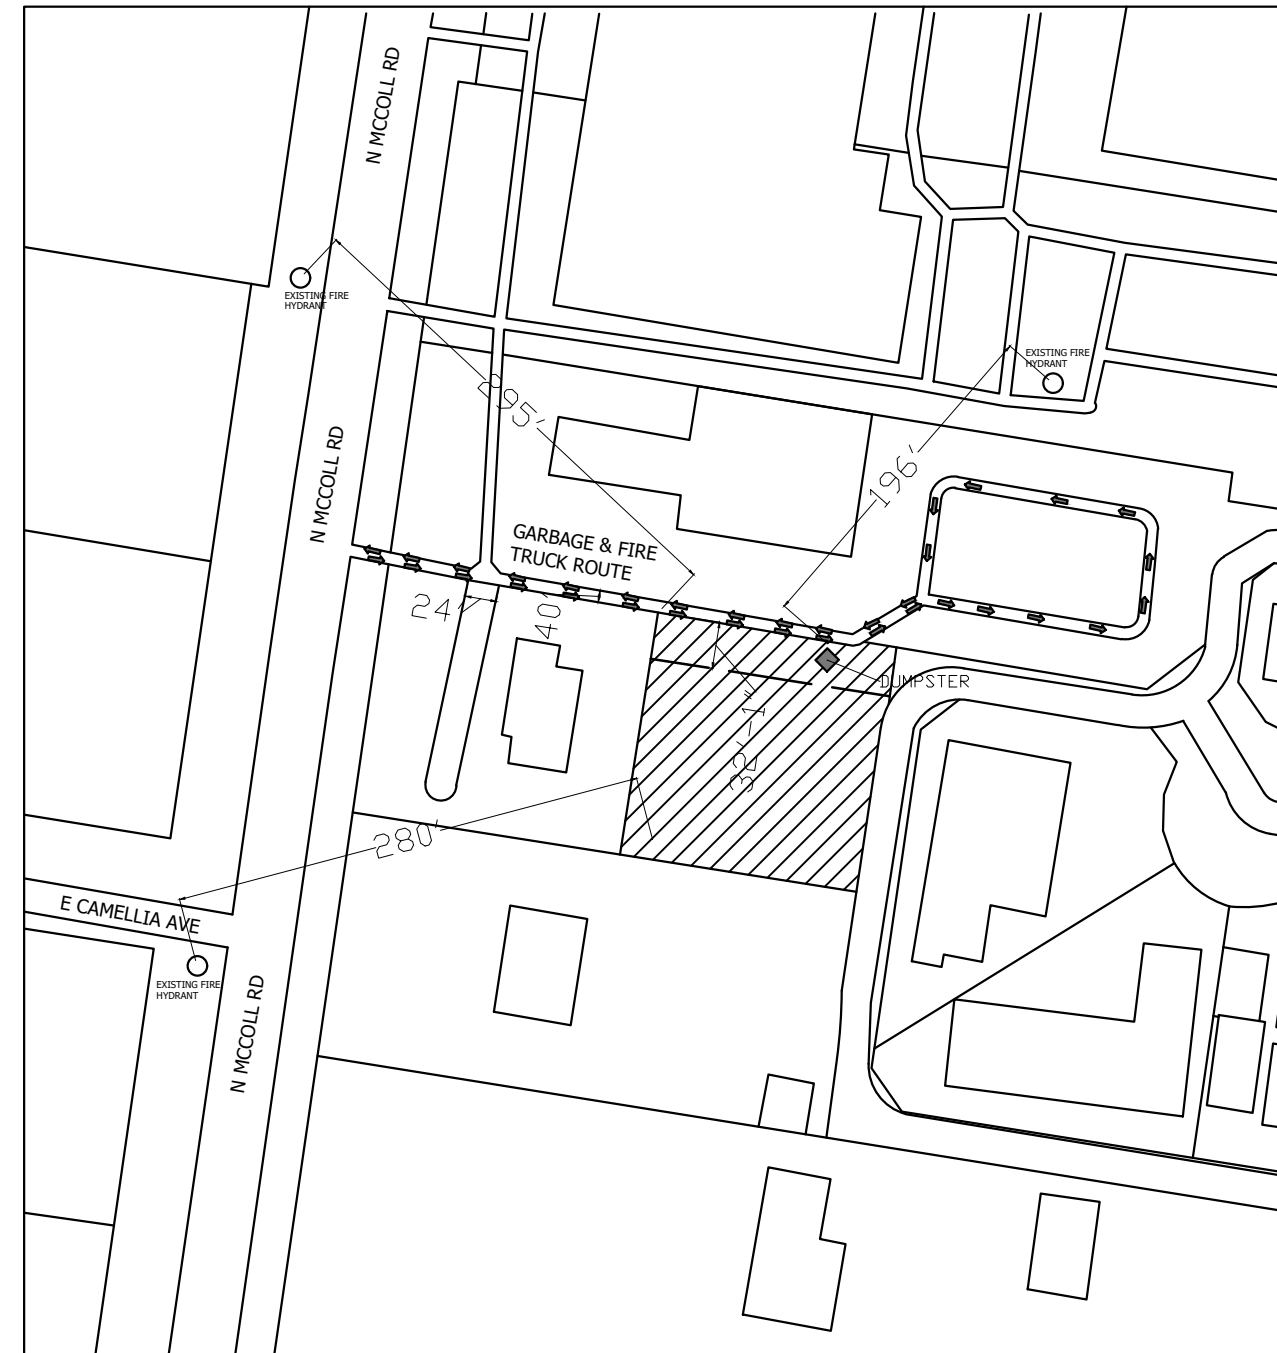 N MCCOLL RD
EXISTING FIRE
HYDRANT
EXISTING FIRE
HYDRANT
295'
196'
N MCCOLL RD
GARBAGE & FIRE
TRUCK ROUTE
24'
40'
DUMPSTER
32'-1"
280'
E CAMELLIA AVE
EXISTING FIRE
HYDRANT
N MCCOLL RD